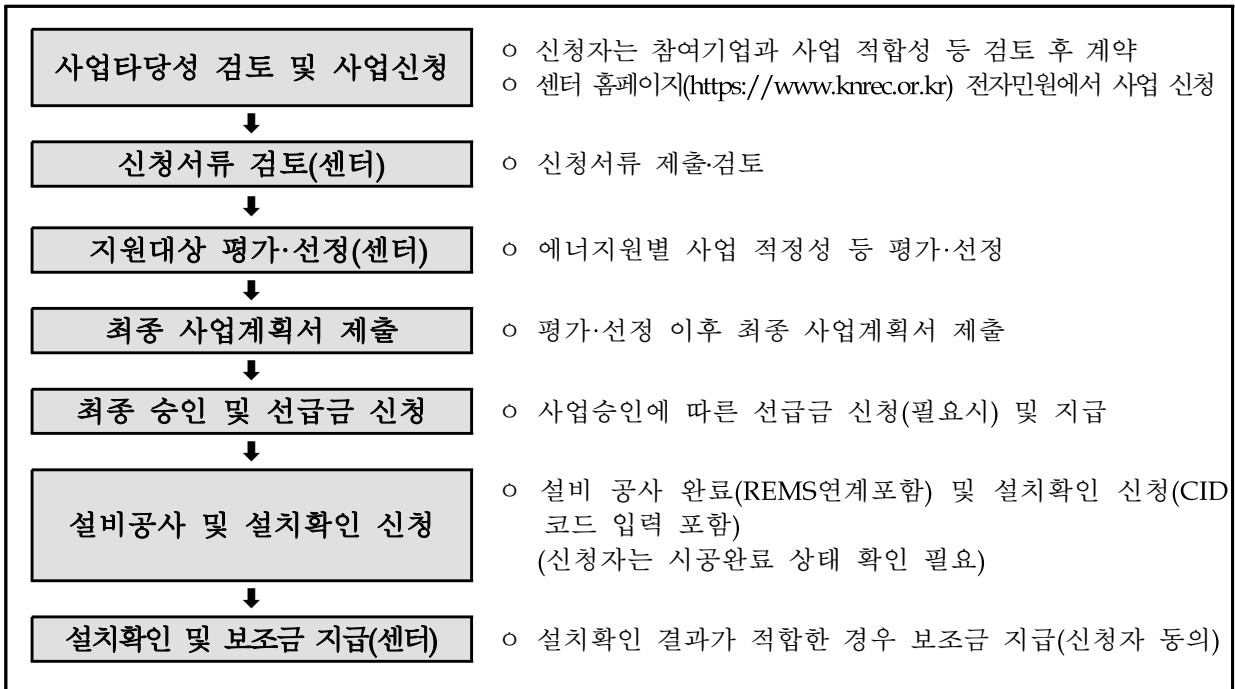 사업타당성 검토 및 사업신청
ㅇ 신청자는 참여기업과 사업 적합성 등 검토 후 계약
ㅇ 센터 홈페이지(https://www.knrec.or.kr) 전자민원에서 사업 신청
⬇
신청서류 검토(센터)
ㅇ 신청서류 제출·검토
⬇
지원대상 평가·선정(센터)
ㅇ 에너지원별 사업 적정성 등 평가·선정
⬇
최종 사업계획서 제출
ㅇ 평가·선정 이후 최종 사업계획서 제출
⬇
최종 승인 및 선급금 신청
ㅇ 사업승인에 따른 선급금 신청(필요시) 및 지급
⬇
설비공사 및 설치확인 신청
ㅇ 설비 공사 완료(REMS연계포함) 및 설치확인 신청(CID
코드 입력 포함)
(신청자는 시공완료 상태 확인 필요)
⬇
설치확인 및 보조금 지급(센터)
ㅇ 설치확인 결과가 적합한 경우 보조금 지급(신청자 동의)